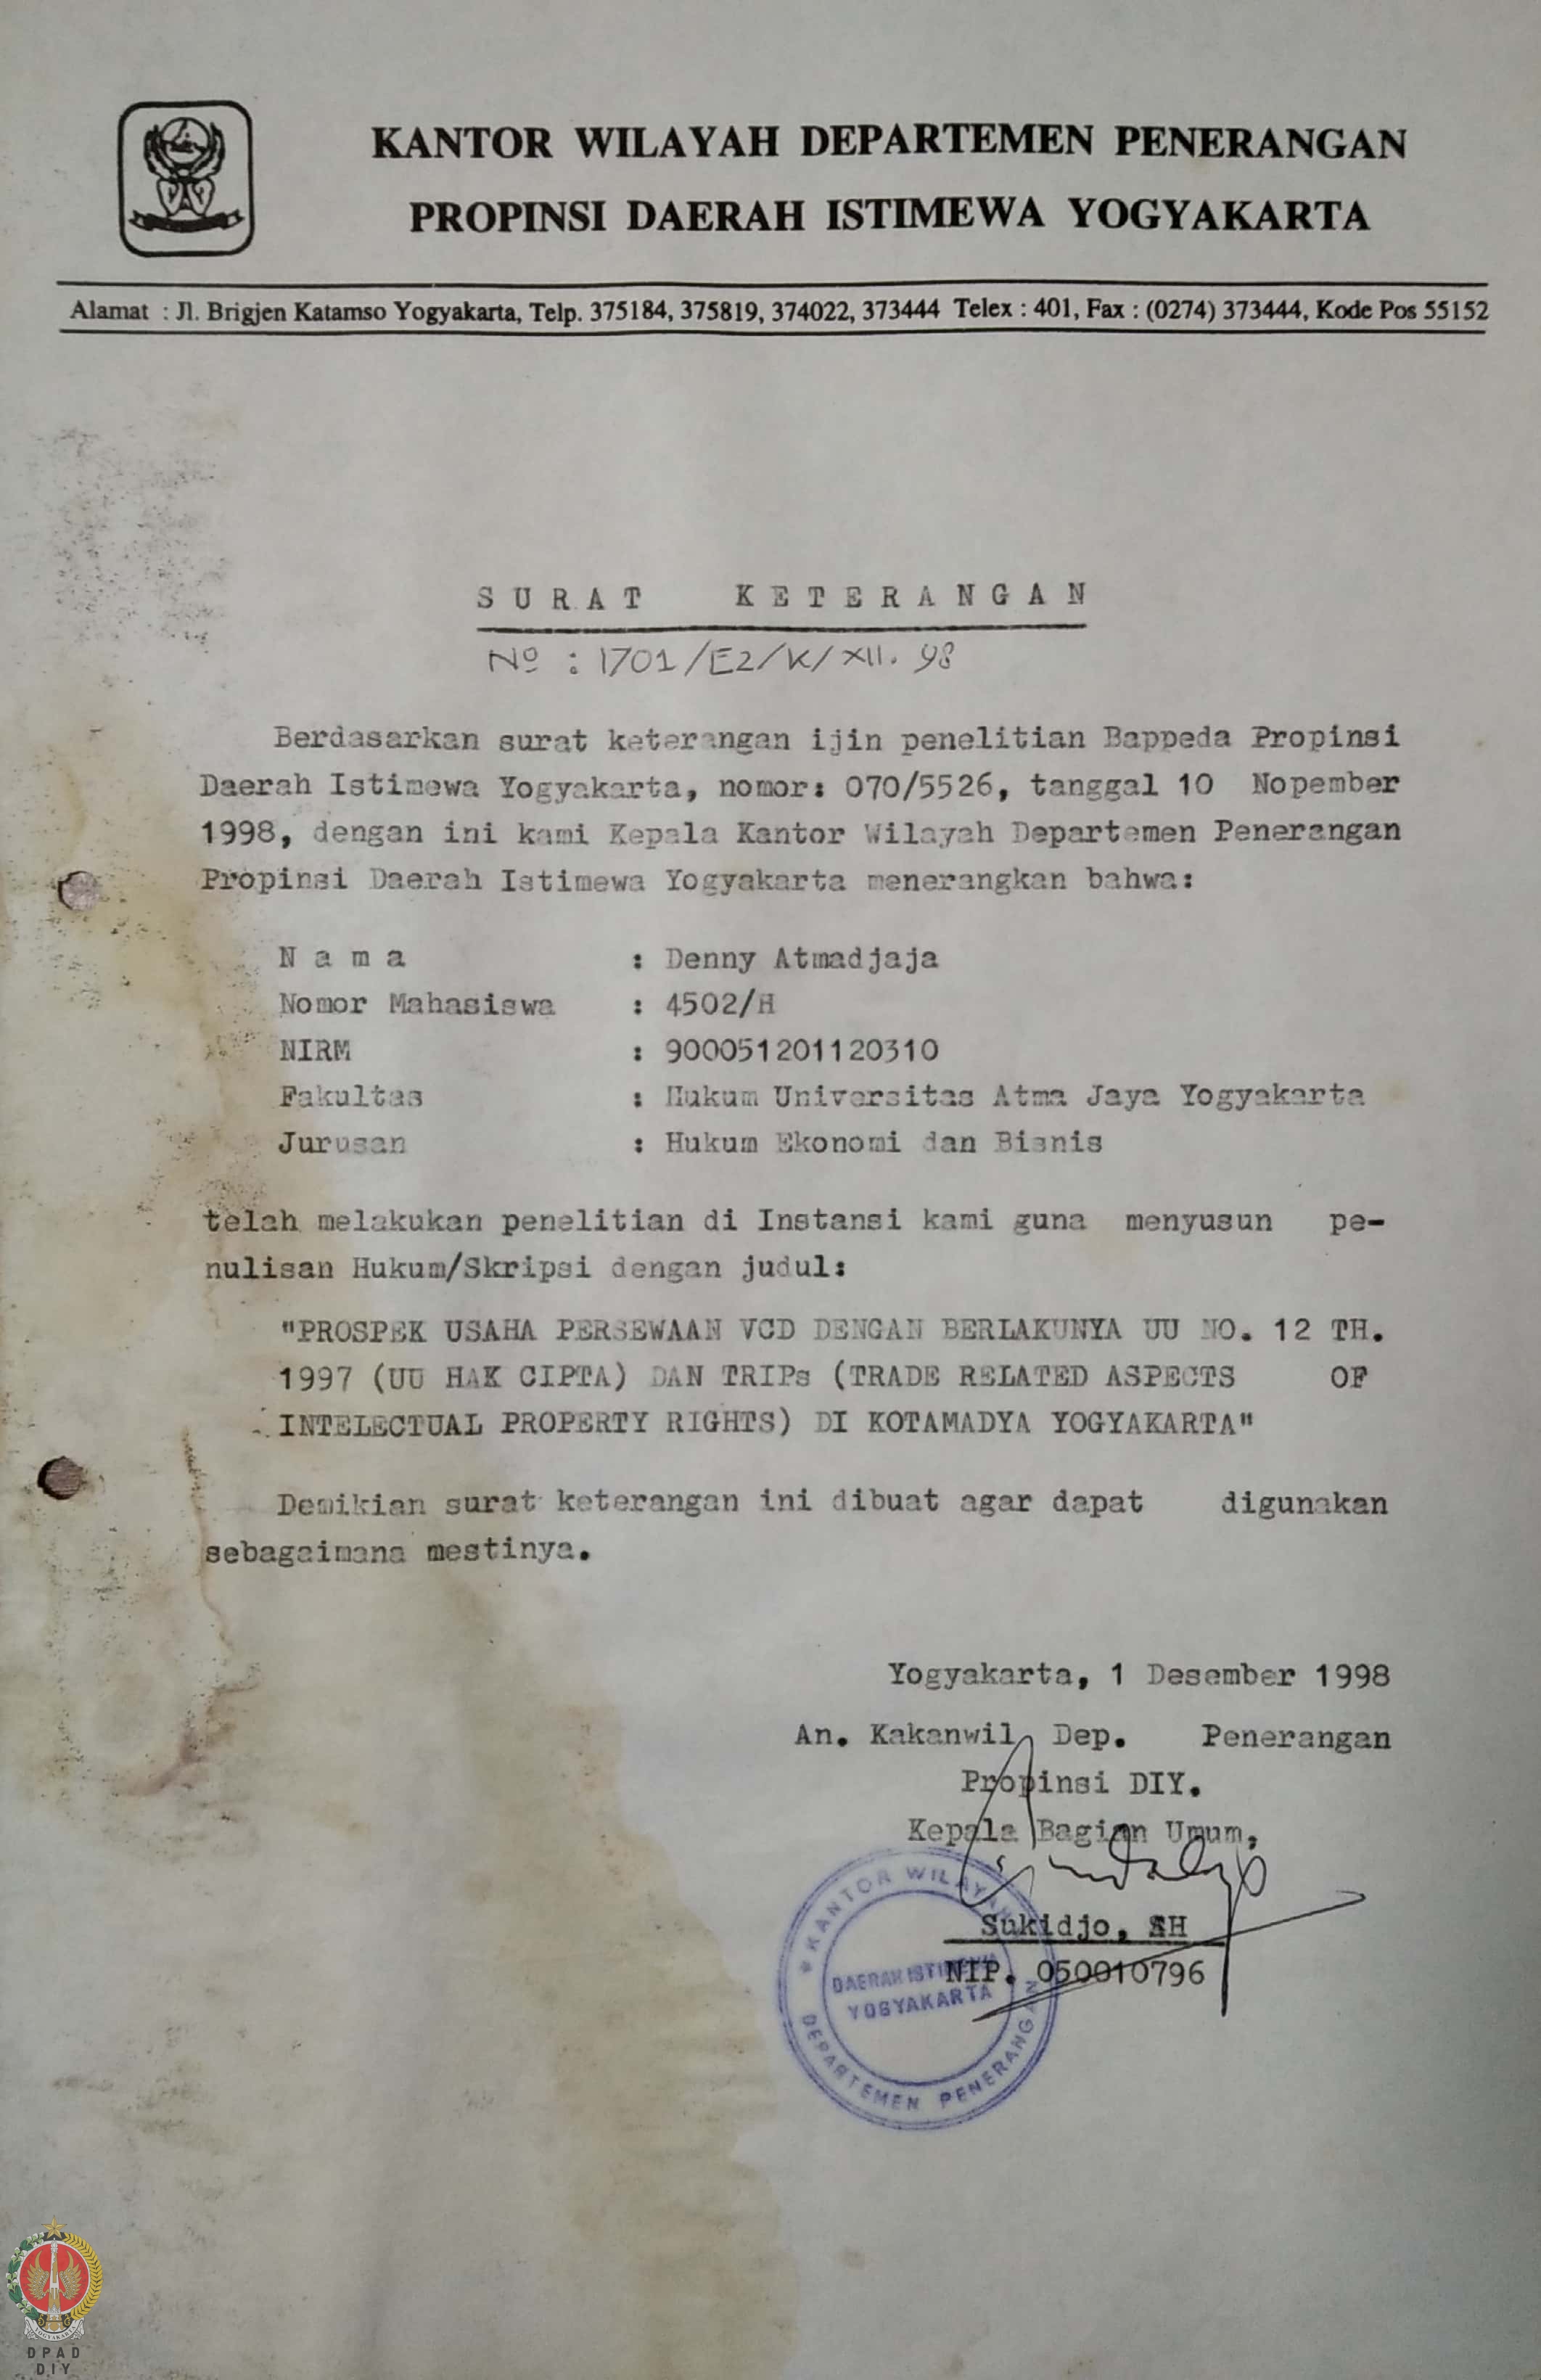 KANTOR WILAYAH DEPARTEMEN PENERANGAN
PROPINSI DAERAH ISTIMEWA YOGYAKARTA
Alamat : Jl. Brigjen Katamso Yogyakarta, Telp. 375184, 375819, 374022, 373444 Telex : 401, Fax : (0274) 373444, Kode Pos 55152
SURAT KETERANGAN
Nº : 1701/E2/K/XII. 98
Berdasarkan surat keterangan ijin penelitian Bappeda Propinsi
Daerah Istimewa Yogyakarta, nomor: 070/5526, tanggal 10 Nopember
1998, dengan ini kami Kepala Kantor Wilayah Departemen Penerangan
Propinsi Daerah Istimewa Yogyakarta menerangkan bahwa:
N a m a : Denny Atmadjaja
Nomor Mahasiswa : 4502/H
NIRM : 900051201120310
Fakultas : Hukum Universitas Atma Jaya Yogyakarta
Jurusan : Hukum Ekonomi dan Bisnis
telah melakukan penelitian di Instansi kami guna menyusun pe-
nulisan Hukum/Skripsi dengan judul:
"PROSPEK USAHA PERSEWAAN VCD DENGAN BERLAKUNYA UU NO. 12 TH.
1997 (UU HAK CIPTA) DAN TRIPs (TRADE RELATED ASPECTS OF
INTELECTUAL PROPERTY RIGHTS) DI KOTAMADYA YOGYAKARTA"
Demikian surat keterangan ini dibuat agar dapat digunakan
sebagaimana mestinya.
Yogyakarta, 1 Desember 1998
An. Kakanwil Dep. Penerangan
Propinsi DIY.
Kepala Bagian Umum,
Sukidjo, SH
NIP. 050010796
KANTOR WILAYAH
DAERAH ISTIMEWA
YOGYAKARTA
DEPARTEMEN PENERANGAN
DPAD
DIY